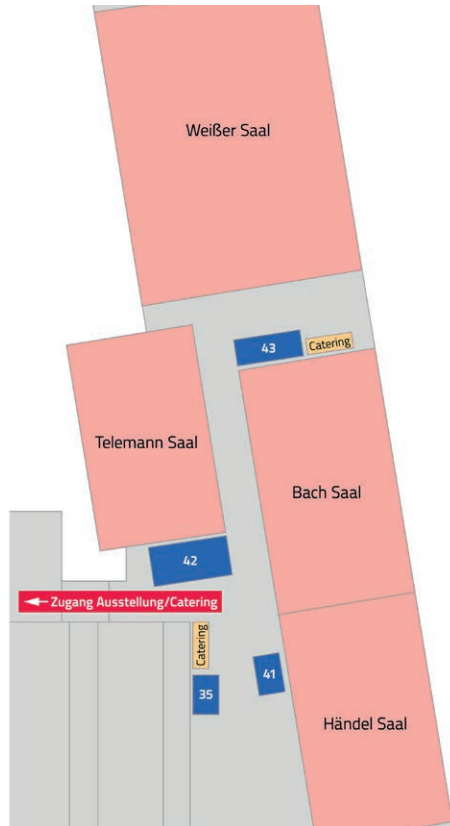 Weißer Saal
43
Catering
Telemann Saal
Bach Saal
42
← Zugang Ausstellung/Catering
Catering
41
35
Händel Saal